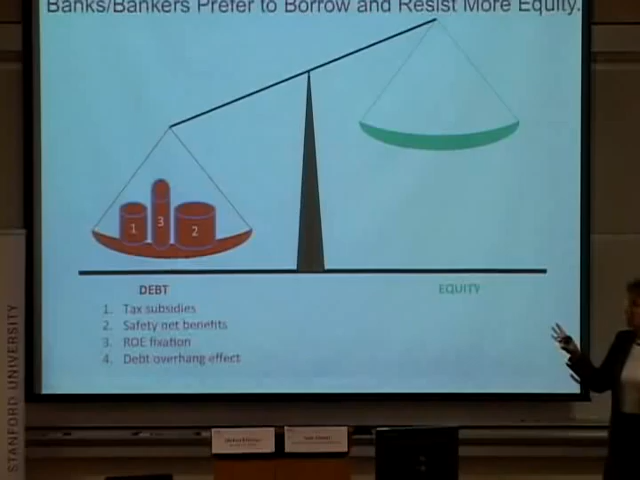 Banks/Bankers Prefer to Borrow and Resist More Equity.
1
3
2
DEBT
EQUITY
1. Tax subsidies
2. Safety net benefits
3. ROE fixation
4. Debt overhang effect
STANFORD UNIVERSITY